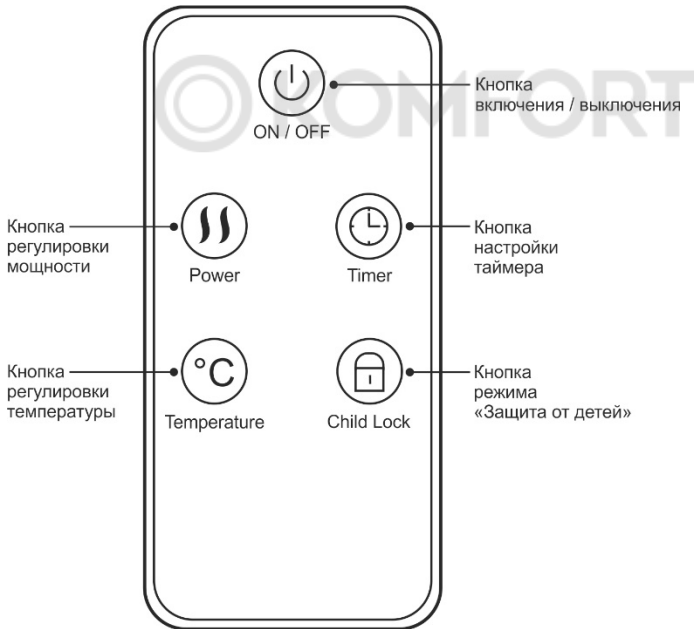 KOMFORT
Кнопка
включения / выключения
ON / OFF
Кнопка
регулировки
мощности
Power
Timer
Кнопка
настройки
таймера
Кнопка
регулировки
температуры
°C
Temperature
Child Lock
Кнопка
режима
«Защита от детей»